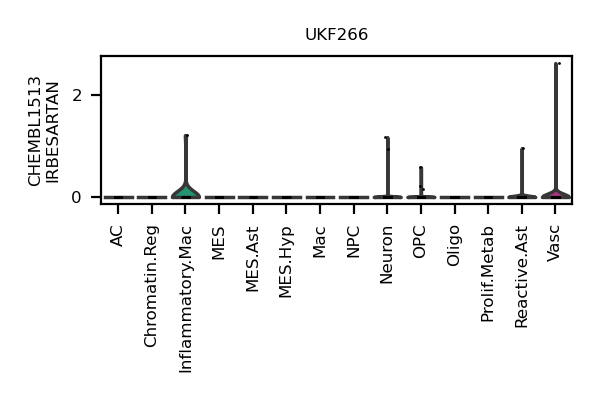 UKF266
CHEMBL1513
IRBESARTAN
2
0
AC
Chromatin.Reg
Inflammatory.Mac
MES
MES.Ast
MES.Hyp
Mac
NPC
Neuron
OPC
Oligo
Prolif.Metab
Reactive.Ast
Vasc